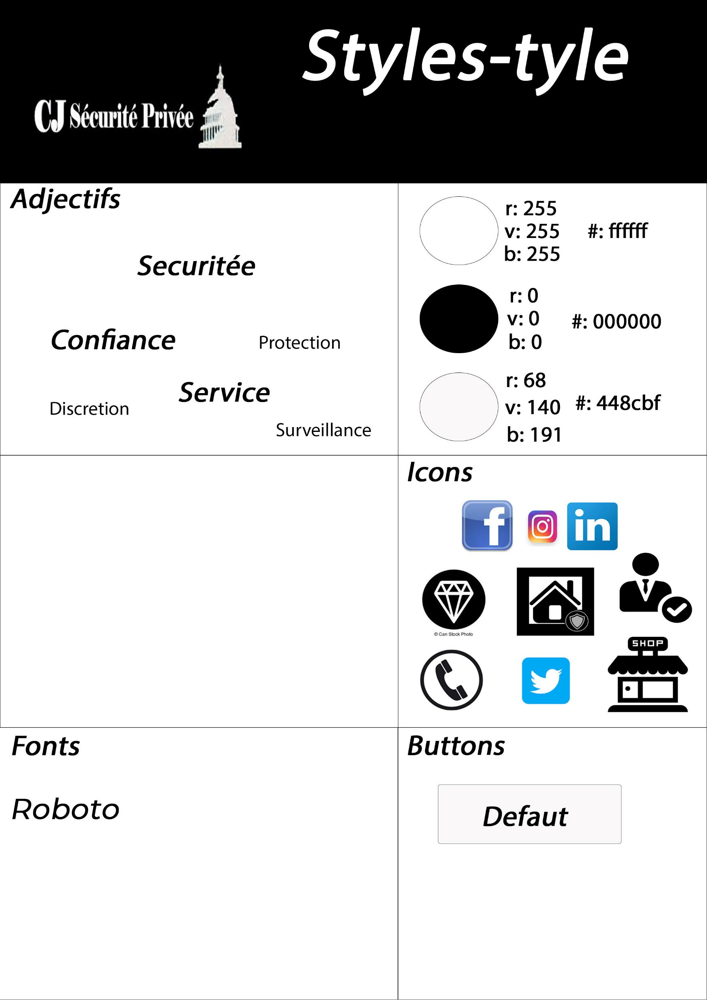 Styles-tyle
CJ Sécurité Privée
Adjectifs
Securitée
Confiance
Protection
Service
Discretion
Surveillance
r: 255
v: 255
#: ffffff
b: 255
r: 0
v: 0
#: 000000
b: 0
r: 68
v: 140
#: 448cbf
b: 191
Icons
f
in
© Can Stock Photo
SHOP
Fonts
Roboto
Buttons
Defaut